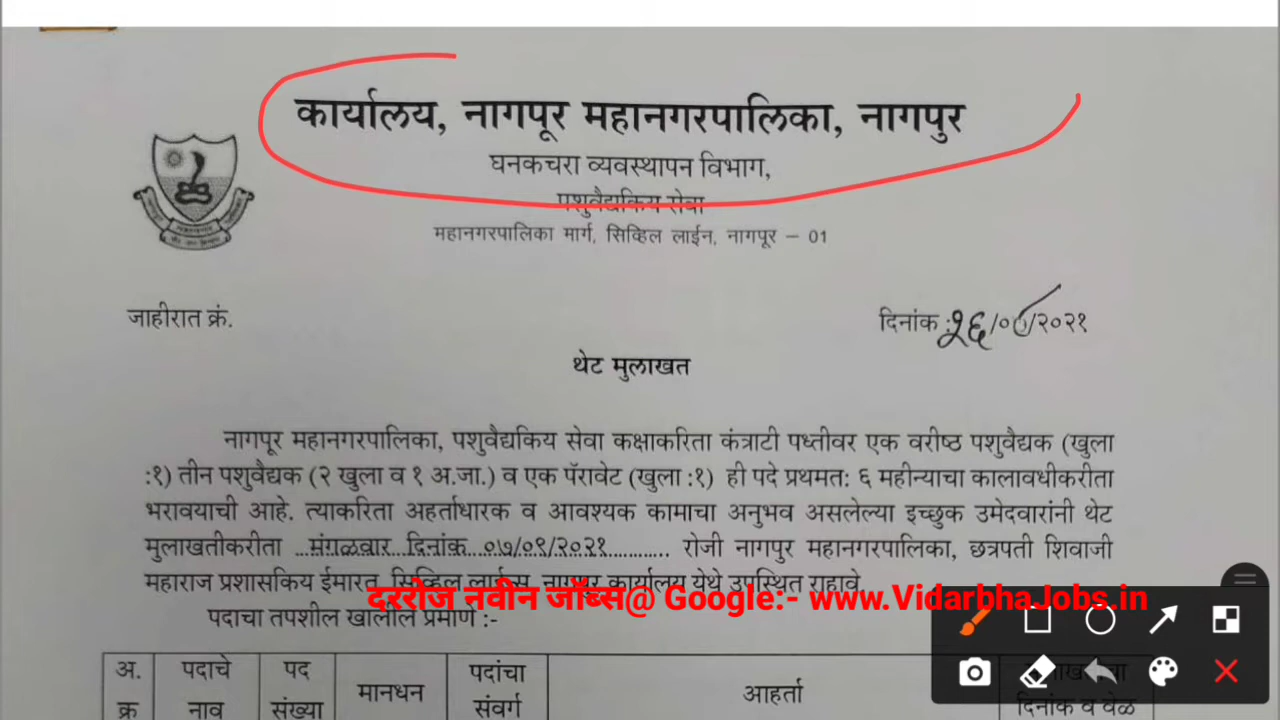 कार्यालय, नागपूर महानगरपालिका, नागपुर
घनकचरा व्यवस्थापन विभाग,
पशुवैद्यकिय सेवा
महानगरपालिका मार्ग, सिव्हिल लाईन, नागपूर – 01
जाहीरात क्रं.
दिनांक :२६/०८/२०२१
थेट मुलाखत
नागपूर महानगरपालिका, पशुवैद्यकिय सेवा कक्षाकरिता कंत्राटी पध्तीवर एक वरीष्ठ पशुवैद्यक (खुला
:१) तीन पशुवैद्यक (२ खुला व १ अ.जा.) व एक पॅरावेट (खुला :१) ही पदे प्रथमत: ६ महीन्याचा कालावधीकरीता
भरावयाची आहे. त्याकरिता अहर्ताधारक व आवश्यक कामाचा अनुभव असलेल्या इच्छुक उमेदवारांनी थेट
मुलाखतीकरीता ...मंगळवार दिनांक ०७/०९/२०२१.............. रोजी नागपूर महानगरपालिका, छत्रपती शिवाजी
महाराज प्रशासकिय ईमारत, सिव्हिल लाईन्स, नागपुर कार्यालय येथे उपस्थित राहावे.
दररोज नवीन जॉब्स@ Google:- www.VidarbhaJobs.in
पदाचा तपशील खालील प्रमाणे :-
अ. पदाचे पद मानधन पदांचा आहर्ता
क्र नाव संख्या संवर्ग दिनांक व वेळ